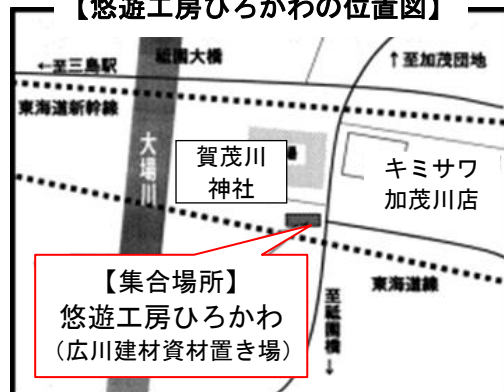 【悠遊工房ひろかわの位置図】
←至三島駅
祗園大橋
↑至加茂団地
東海道新幹線
大場川
賀茂川
神社
キミサワ
加茂川店
【集合場所】
悠遊工房ひろかわ
（広川建材資材置き場）
東海道線
至祗園橋↓